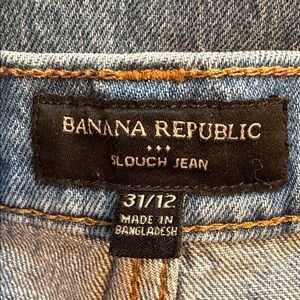 BANANA REPUBLIC
SLOUCH JEAN
31/12
MADE IN
BANGLADESH